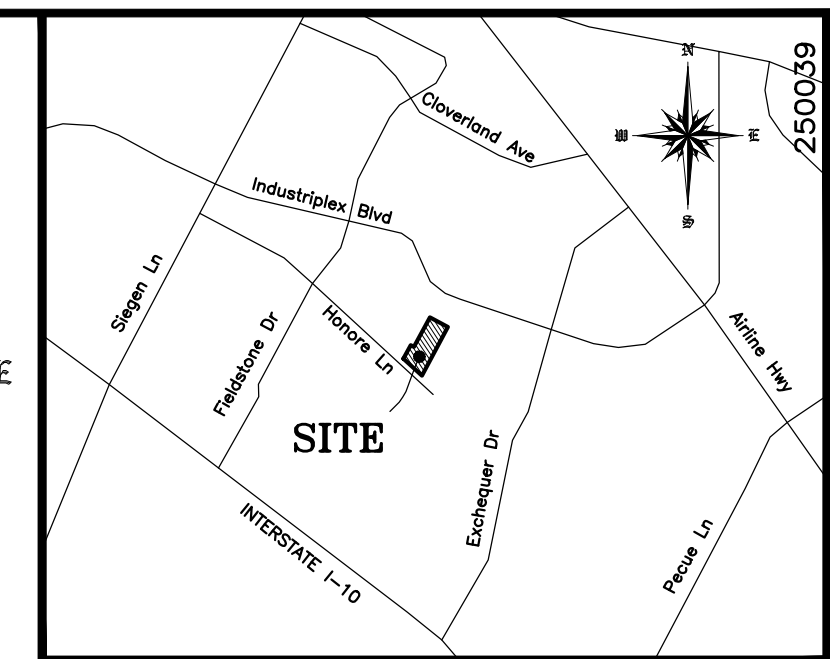 N
W
E
S
250039
Cloverland Ave
Industriplex Blvd
Siegen Ln
Honore Ln
Fieldstone Dr
Airline Hwy
SITE
Exchequer Dr
INTERSTATE I-10
Pecue Ln
E